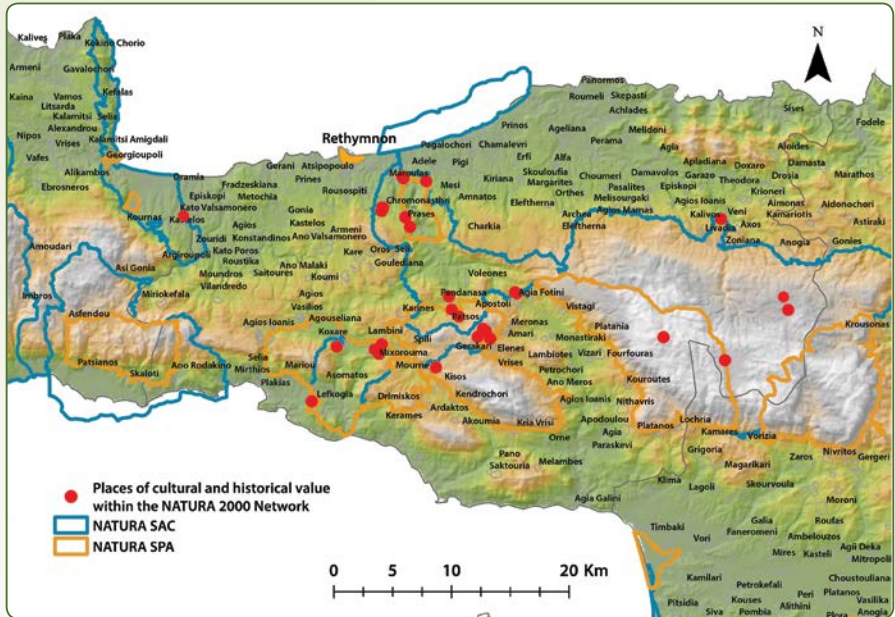 Kalives Plaka Kokino Chorio
N
Armeni Gavalochori
Panormos
Kaina Vamos Kefalas
Roumeli Skepasti
Litsarda
Achlades
Sises
Kalamitsi Selia
Fodele
Alexandrou
Prinos Ageliana Melidoni
Nipos Vrises Kalamitsi Amigdali
Rethymnon
Perama
Vafes Georgioupoli
Pagalochori Chamalevri
Agia Aloides
Adele Pigi Erfi Alfa
Apladiana Doxaro Damasta
Alikambos Dramia
Gerani Atsipopoulo
Maroulas
Skouloufia Choumeri Damavolos Garazo Theodora Drosia Marathos
Ebrosneros
Episkopi Fradzeskiana Prines
Mesi Kiriana Margarites Pasalites Episkopi Krioneri
Kato Valsamonero Metochia Rousospiti
Chromonastiri
Amnatos Orthes Melisourgaki
Eleftherna
Agios Ioanis Aimonas Aidonochori
Kournas Kastelos
Gonia
Prases
Archea Agios Mamas Kalivos Veni Kamariotis
Agios Kastelos Armeni
Charkia Eleftherna
Livadia Axos Astiraki
Zouridi Konstandinos Ano Valsamonero
Zoniana Anogia Gonies
Amoudari
Argiroupoli Kato Poros
Kare Oros Seli
Roustika
Goulediana
Asi Gonia
Moundros Saitoures Ano Malaki
Voleones
Vilandredo Koumi
Imbros Miriokefala
Agios
Pandanasa Agia Fotini
Vasilios
Karines Apostoli Vistagi
Asfendou
Agios Ioanis Agouseliana
Patsos Meronas Platania
Krousonas
Koxare Lambini Spili
Amari Monastiraki
Gerakari Elenes
Selia
Mixorouma
Lambiotes Vizari Fourfouras
Patsianos Ano Rodakino Mirthios Mariou
Mourne
Vrises
Skaloti
Asomatos
Kisos
Petrochori
Plakias
Ano Meros
Kouroutes
Lefkogia
Drimiskos Kendrochori
Agios Ioanis Nithavris
Ardaktos
Kerames Akoumia Kria Vrisi
Apodoulou Platanos Lochria
Agia
Kamares Vorizia
Orne
Paraskevi
Grigoria
Nivritos
Pano
Zaros Gergeri
Saktouria Melambes
Magarikari
Klima
Skourvoula
Lagoli
Moroni
Agia Galini
Places of cultural and historical value
within the NATURA 2000 Network
NATURA SAC
NATURA SPA
Galia Roufas
Timbaki Faneromeni Ambelouzos
Vori
Agii Deka
Mires Kasteli
Mitropoli
0 5 10 20 Km
Kamilari
Choustouliana
Petrokefali
Peri Platanos
Pitsidia Kouses Vasilika
Alithini
Siva Pombia Plora Anogia